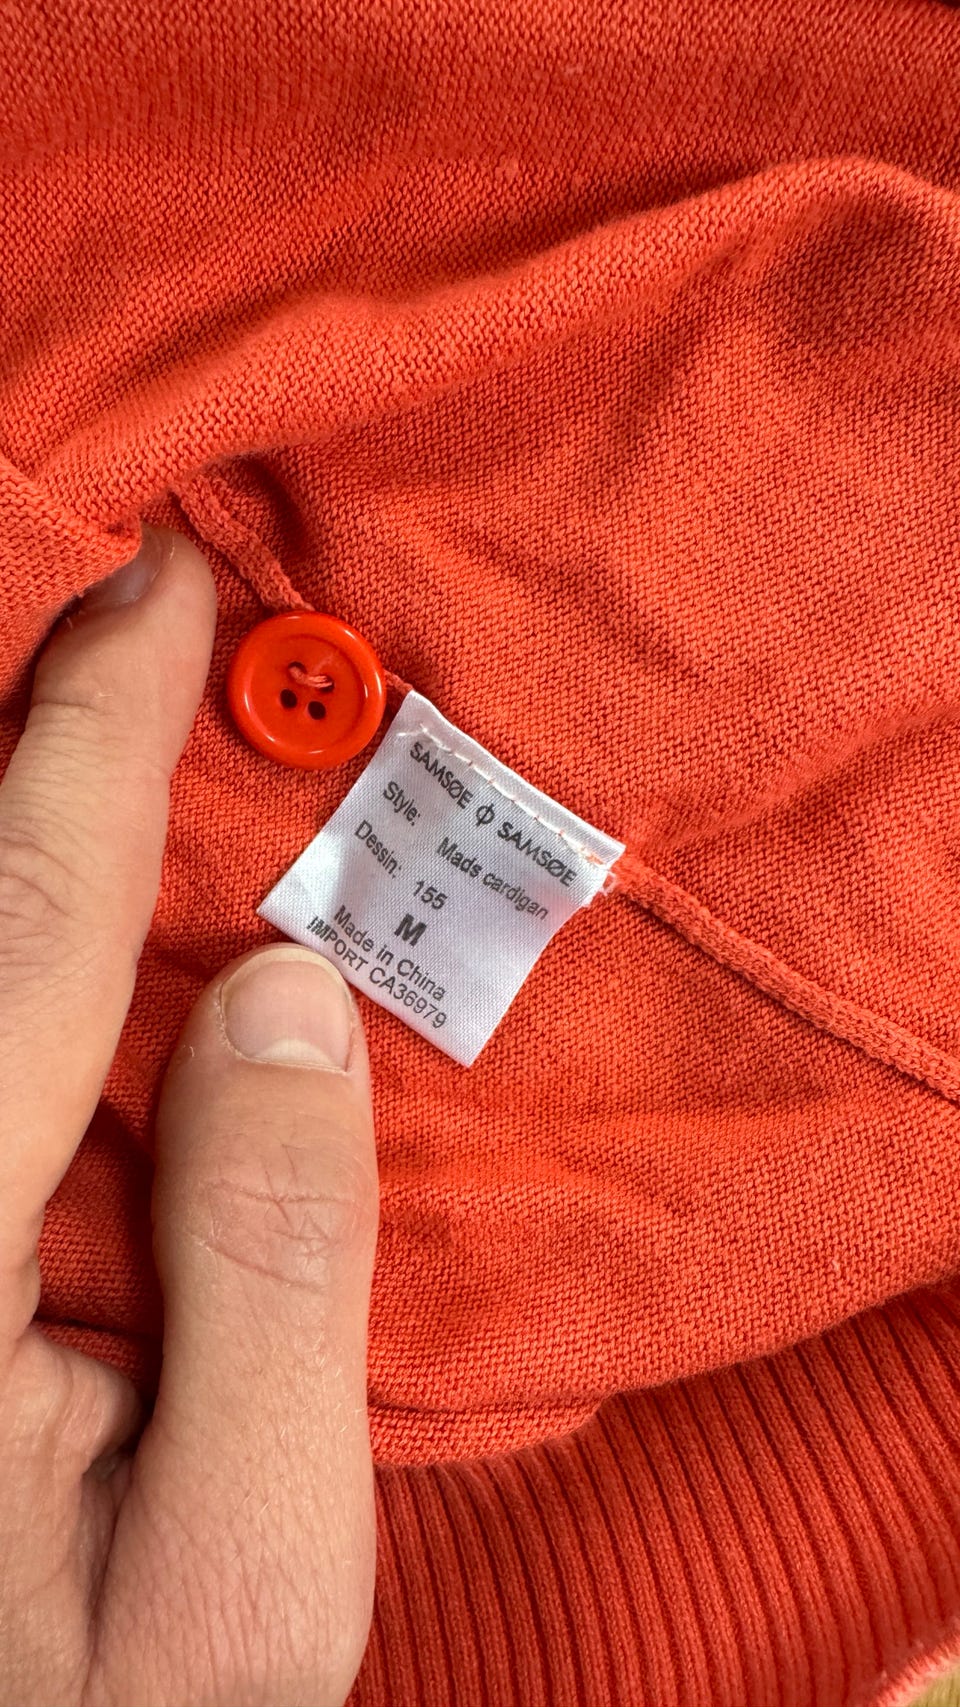 SAMSØE ϕ SAMSØE
Style: Mads cardigan
Dessin: 155
M
Made in China
IMPORT CA36979